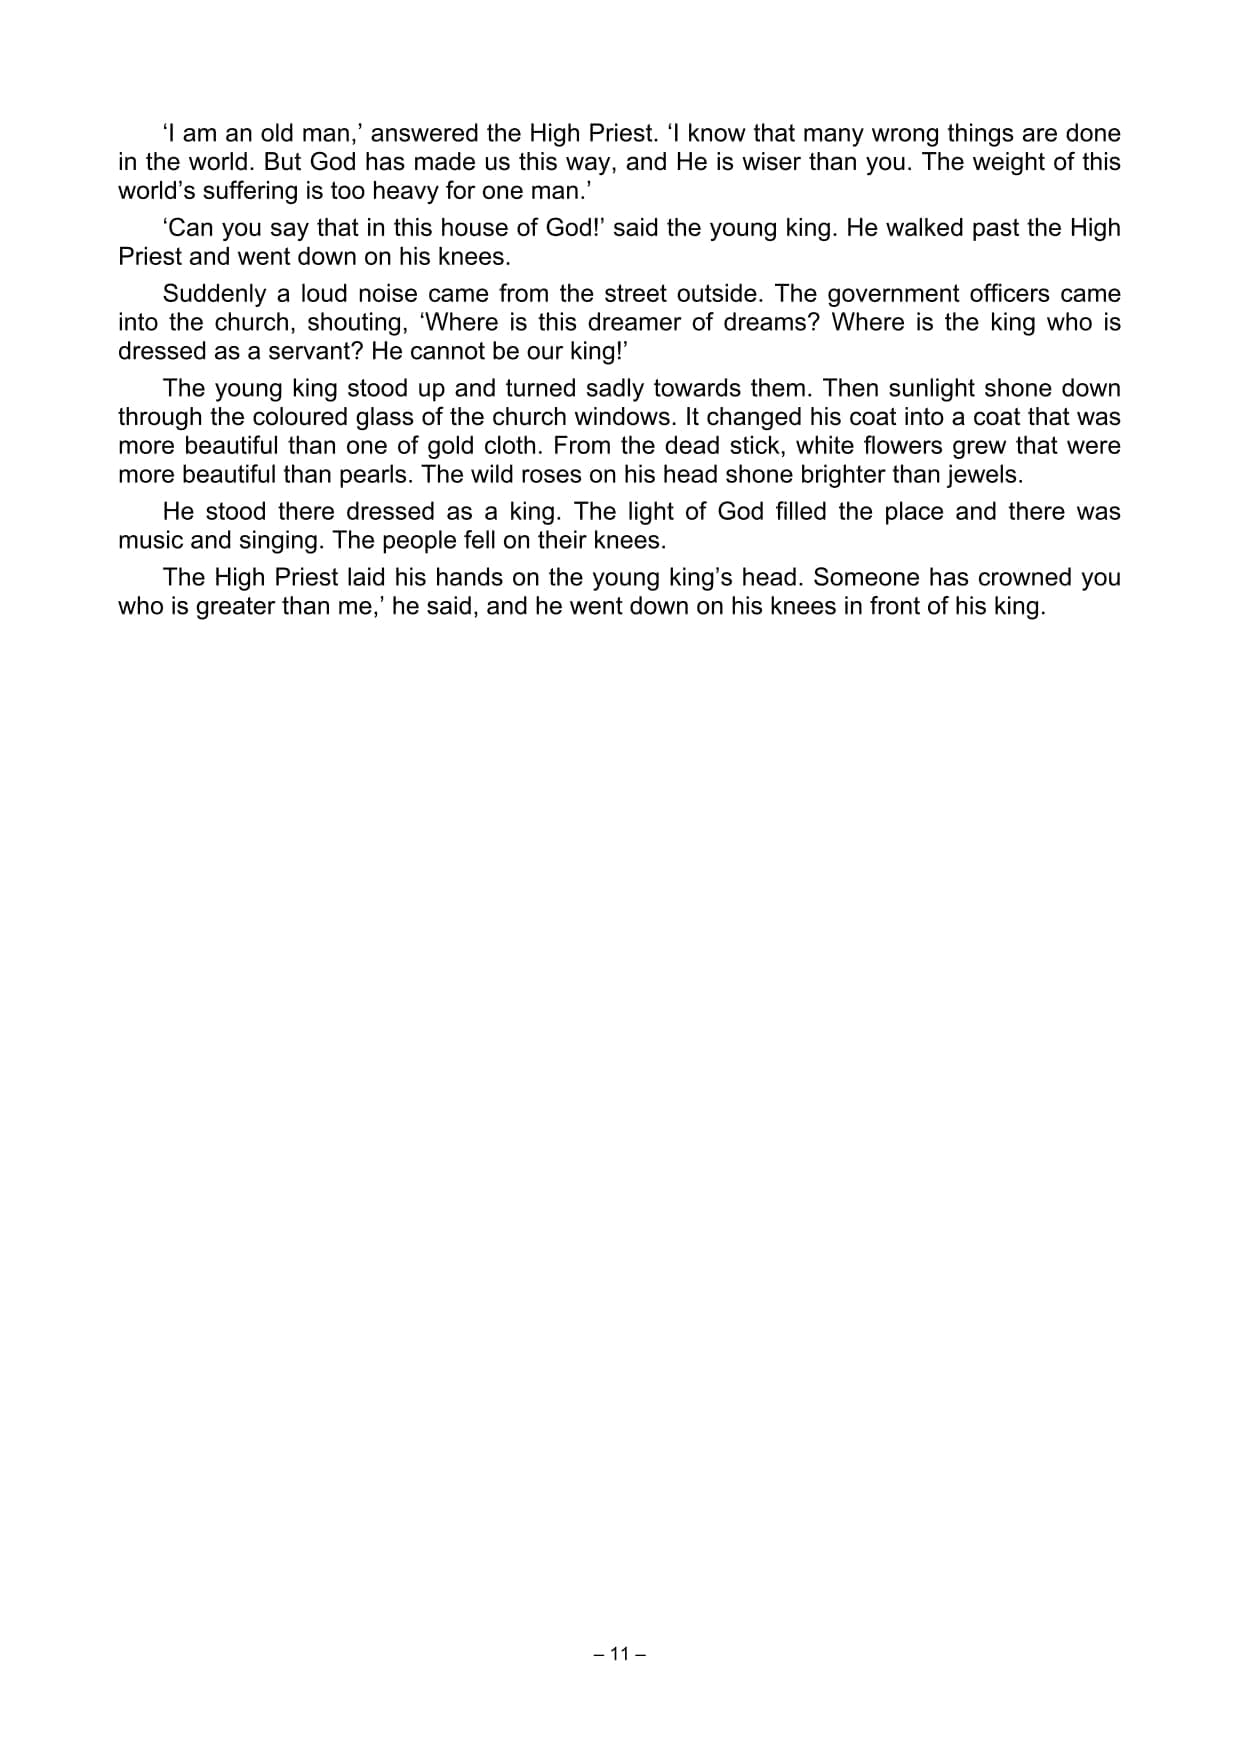 ‘I am an old man,’ answered the High Priest. ‘I know that many wrong things are done
in the world. But God has made us this way, and He is wiser than you. The weight of this
world’s suffering is too heavy for one man.’
‘Can you say that in this house of God!’ said the young king. He walked past the High
Priest and went down on his knees.
Suddenly a loud noise came from the street outside. The government officers came
into the church, shouting, ‘Where is this dreamer of dreams? Where is the king who is
dressed as a servant? He cannot be our king!’
The young king stood up and turned sadly towards them. Then sunlight shone down
through the coloured glass of the church windows. It changed his coat into a coat that was
more beautiful than one of gold cloth. From the dead stick, white flowers grew that were
more beautiful than pearls. The wild roses on his head shone brighter than jewels.
He stood there dressed as a king. The light of God filled the place and there was
music and singing. The people fell on their knees.
The High Priest laid his hands on the young king’s head. Someone has crowned you
who is greater than me,’ he said, and he went down on his knees in front of his king.
– 11 –